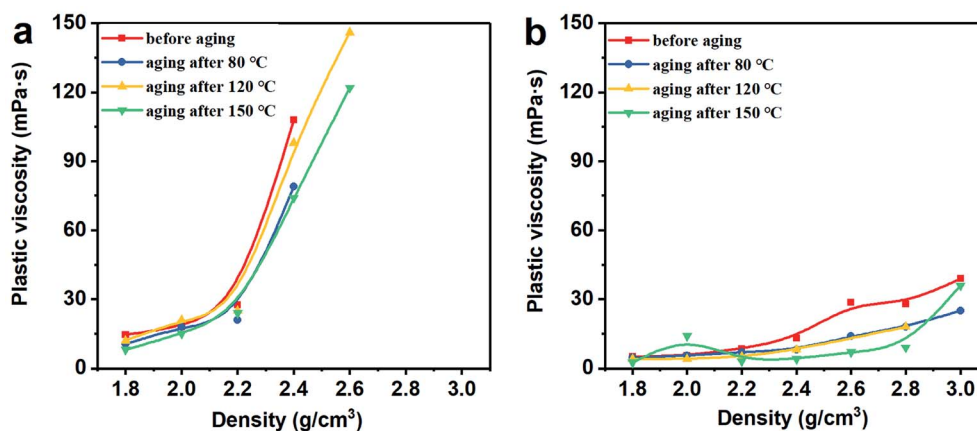 a
Plastic viscosity (mPa·s)
150
120
90
60
30
0
before aging
aging after 80 °C
aging after 120 °C
aging after 150 °C
1.8 2.0 2.2 2.4 2.6 2.8 3.0
Density (g/cm³)
b
Plastic viscosity (mPa·s)
150
120
90
60
30
0
before aging
aging after 80 °C
aging after 120 °C
aging after 150 °C
1.8 2.0 2.2 2.4 2.6 2.8 3.0
Density (g/cm³)